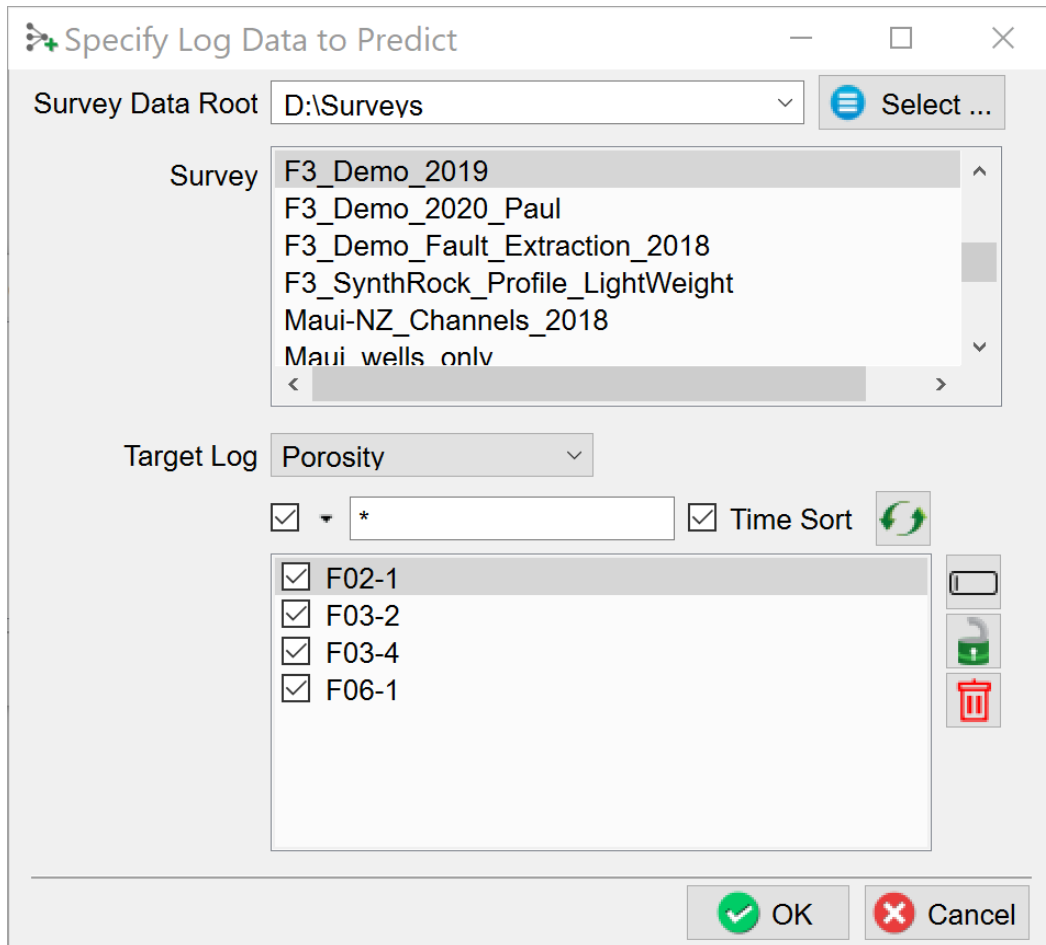 Specify Log Data to Predict
Survey Data Root D:\Surveys Select ...
Survey F3_Demo_2019
F3_Demo_2020_Paul
F3_Demo_Fault_Extraction_2018
F3_SynthRock_Profile_LightWeight
Maui-NZ_Channels_2018
Maui_wells_only
Target Log Porosity
* Time Sort
F02-1
F03-2
F03-4
F06-1
OK Cancel